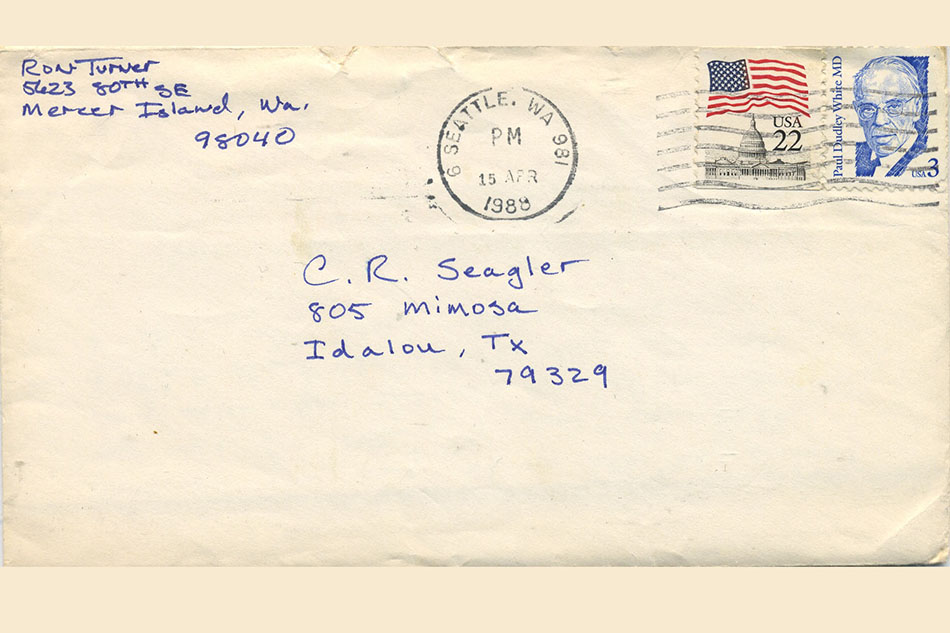 Ron Turner
5623 80TH SE
Mercer Island, Wa.
98040
6 SEATTLE, WA 981
PM
15 APR
1988
USA
22
Paul Dudley White MD
USA 3
C. R. Seagler
805 Mimosa
Idalou, Tx
79329